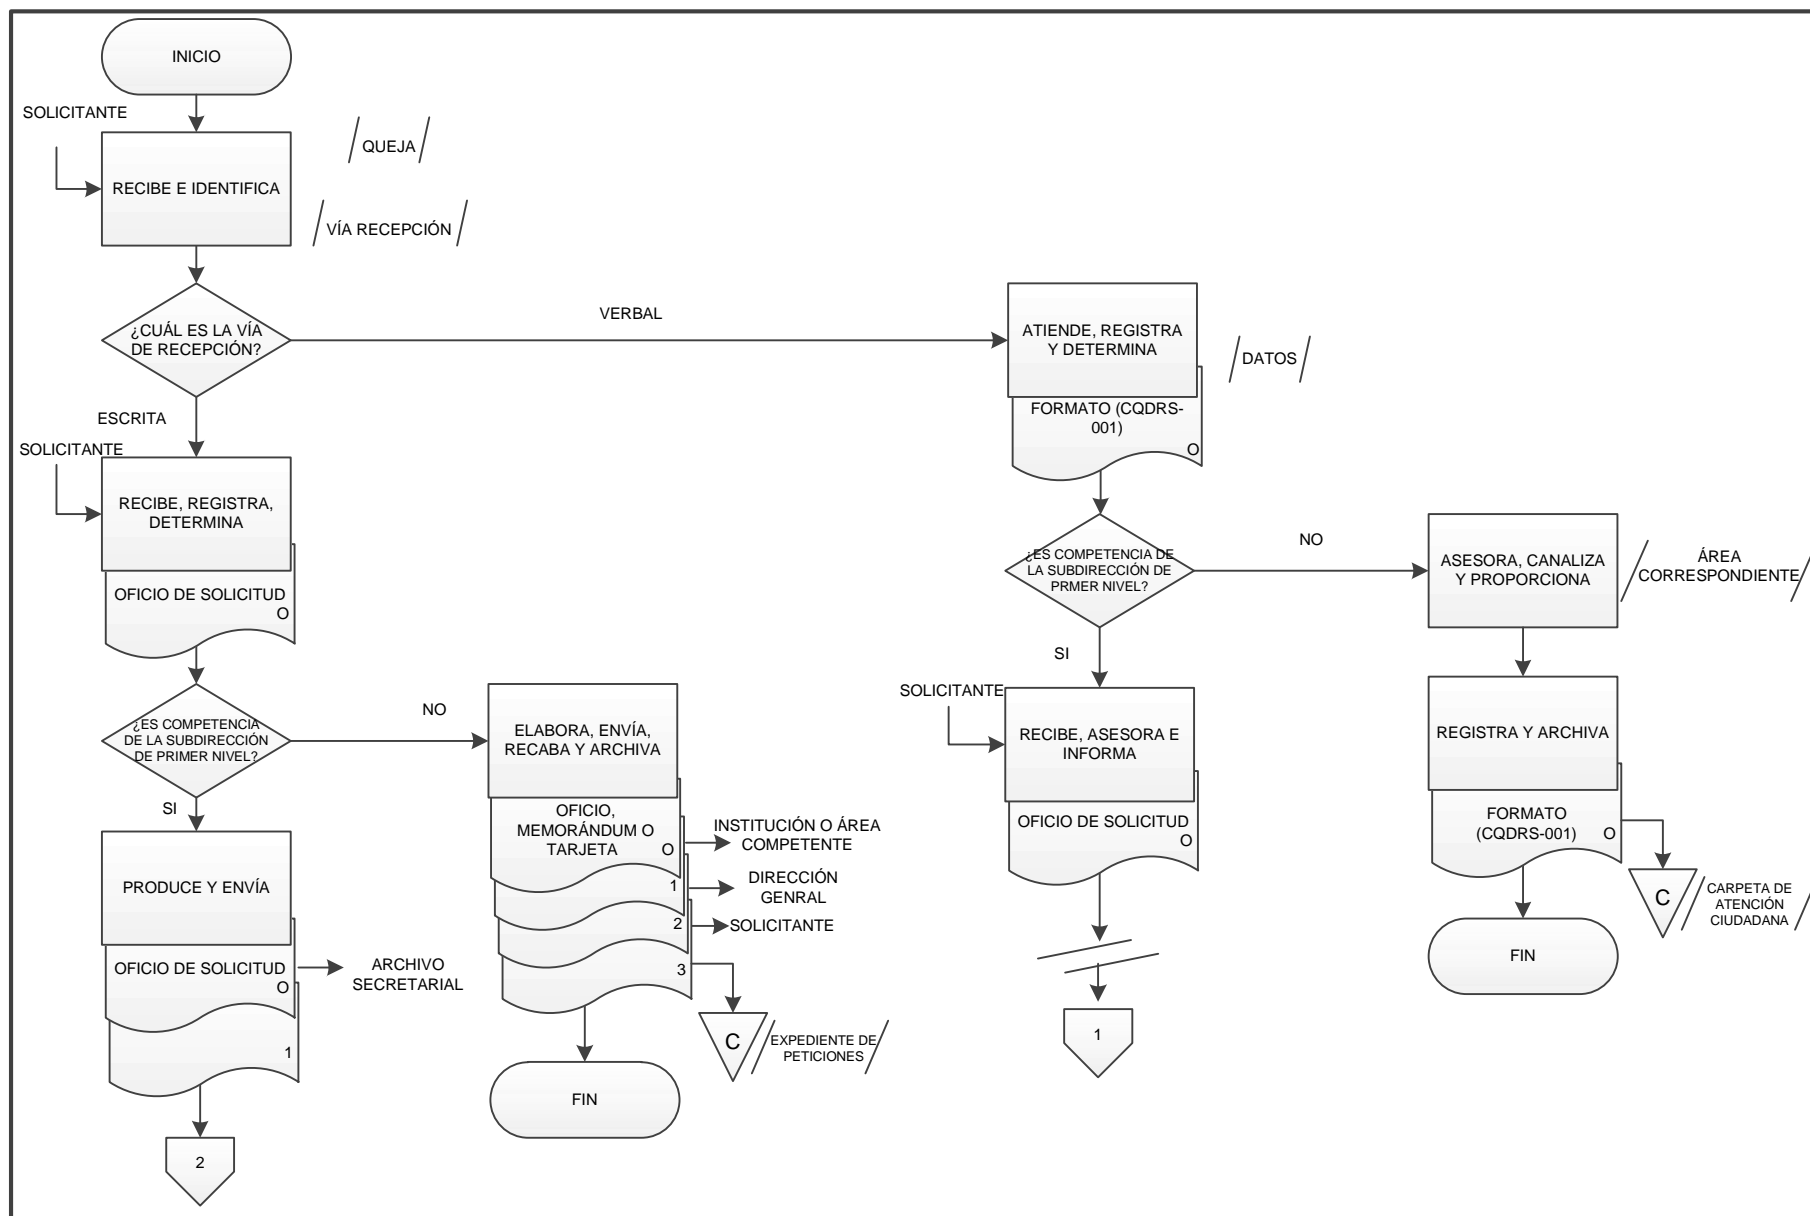 INICIO
SOLICITANTE
RECIBE E IDENTIFICA
QUEJA
VÍA RECEPCIÓN
¿CUÁL ES LA VÍA
DE RECEPCIÓN?
VERBAL
ESCRITA
ATIENDE, REGISTRA
Y DETERMINA
DATOS
FORMATO (CQDRS-
001)
O
SOLICITANTE
RECIBE, REGISTRA,
DETERMINA
OFICIO DE SOLICITUD
O
¿ES COMPETENCIA DE
LA SUBDIRECCIÓN DE
PRMER NIVEL?
NO
ASESORA, CANALIZA
Y PROPORCIONA
ÁREA
CORRESPONDIENTE
SI
SOLICITANTE
RECIBE, ASESORA E
INFORMA
OFICIO DE SOLICITUD
O
1
REGISTRA Y ARCHIVA
FORMATO
(CQDRS-001)
O
C
CARPETA DE
ATENCIÓN
CIUDADANA
FIN
¿ES COMPETENCIA
DE LA SUBDIRECCIÓN
DE PRIMER NIVEL?
NO
ELABORA, ENVÍA,
RECABA Y ARCHIVA
OFICIO,
MEMORÁNDUM O
TARJETA
O
INSTITUCIÓN O ÁREA
COMPETENTE
1
DIRECCIÓN
GENRAL
2
SOLICITANTE
3
C
EXPEDIENTE DE
PETICIONES
FIN
SI
PRODUCE Y ENVÍA
OFICIO DE SOLICITUD
O
ARCHIVO
SECRETARIAL
1
2